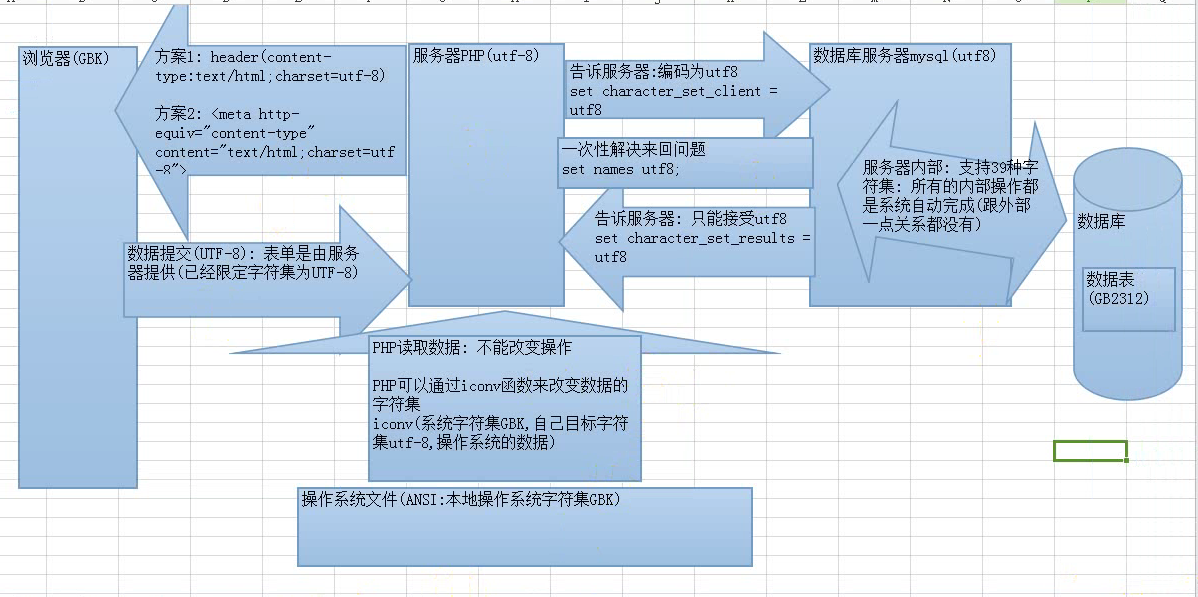 浏览器(GBK)
方案1: header(content-
type:text/html;charset=utf-8)
方案2: <meta http-
equiv="content-type"
content="text/html;charset=utf
-8">
数据提交(UTF-8): 表单是由服务
器提供(已经限定字符集为UTF-8)
服务器PHP(utf-8)
告诉服务器:编码为utf8
set character_set_client =
utf8
一次性解决来回问题
set names utf8;
告诉服务器: 只能接受utf8
set character_set_results =
utf8
数据库服务器mysql(utf8)
服务器内部: 支持39种字
符集: 所有的内部操作都
是系统自动完成(跟外部
一点关系都没有)
数据库
数据表
(GB2312)
PHP读取数据: 不能改变操作
PHP可以通过iconv函数来改变数据的
字符集
iconv(系统字符集GBK,自己目标字符
集utf-8,操作系统的数据)
操作系统文件(ANSI:本地操作系统字符集GBK)